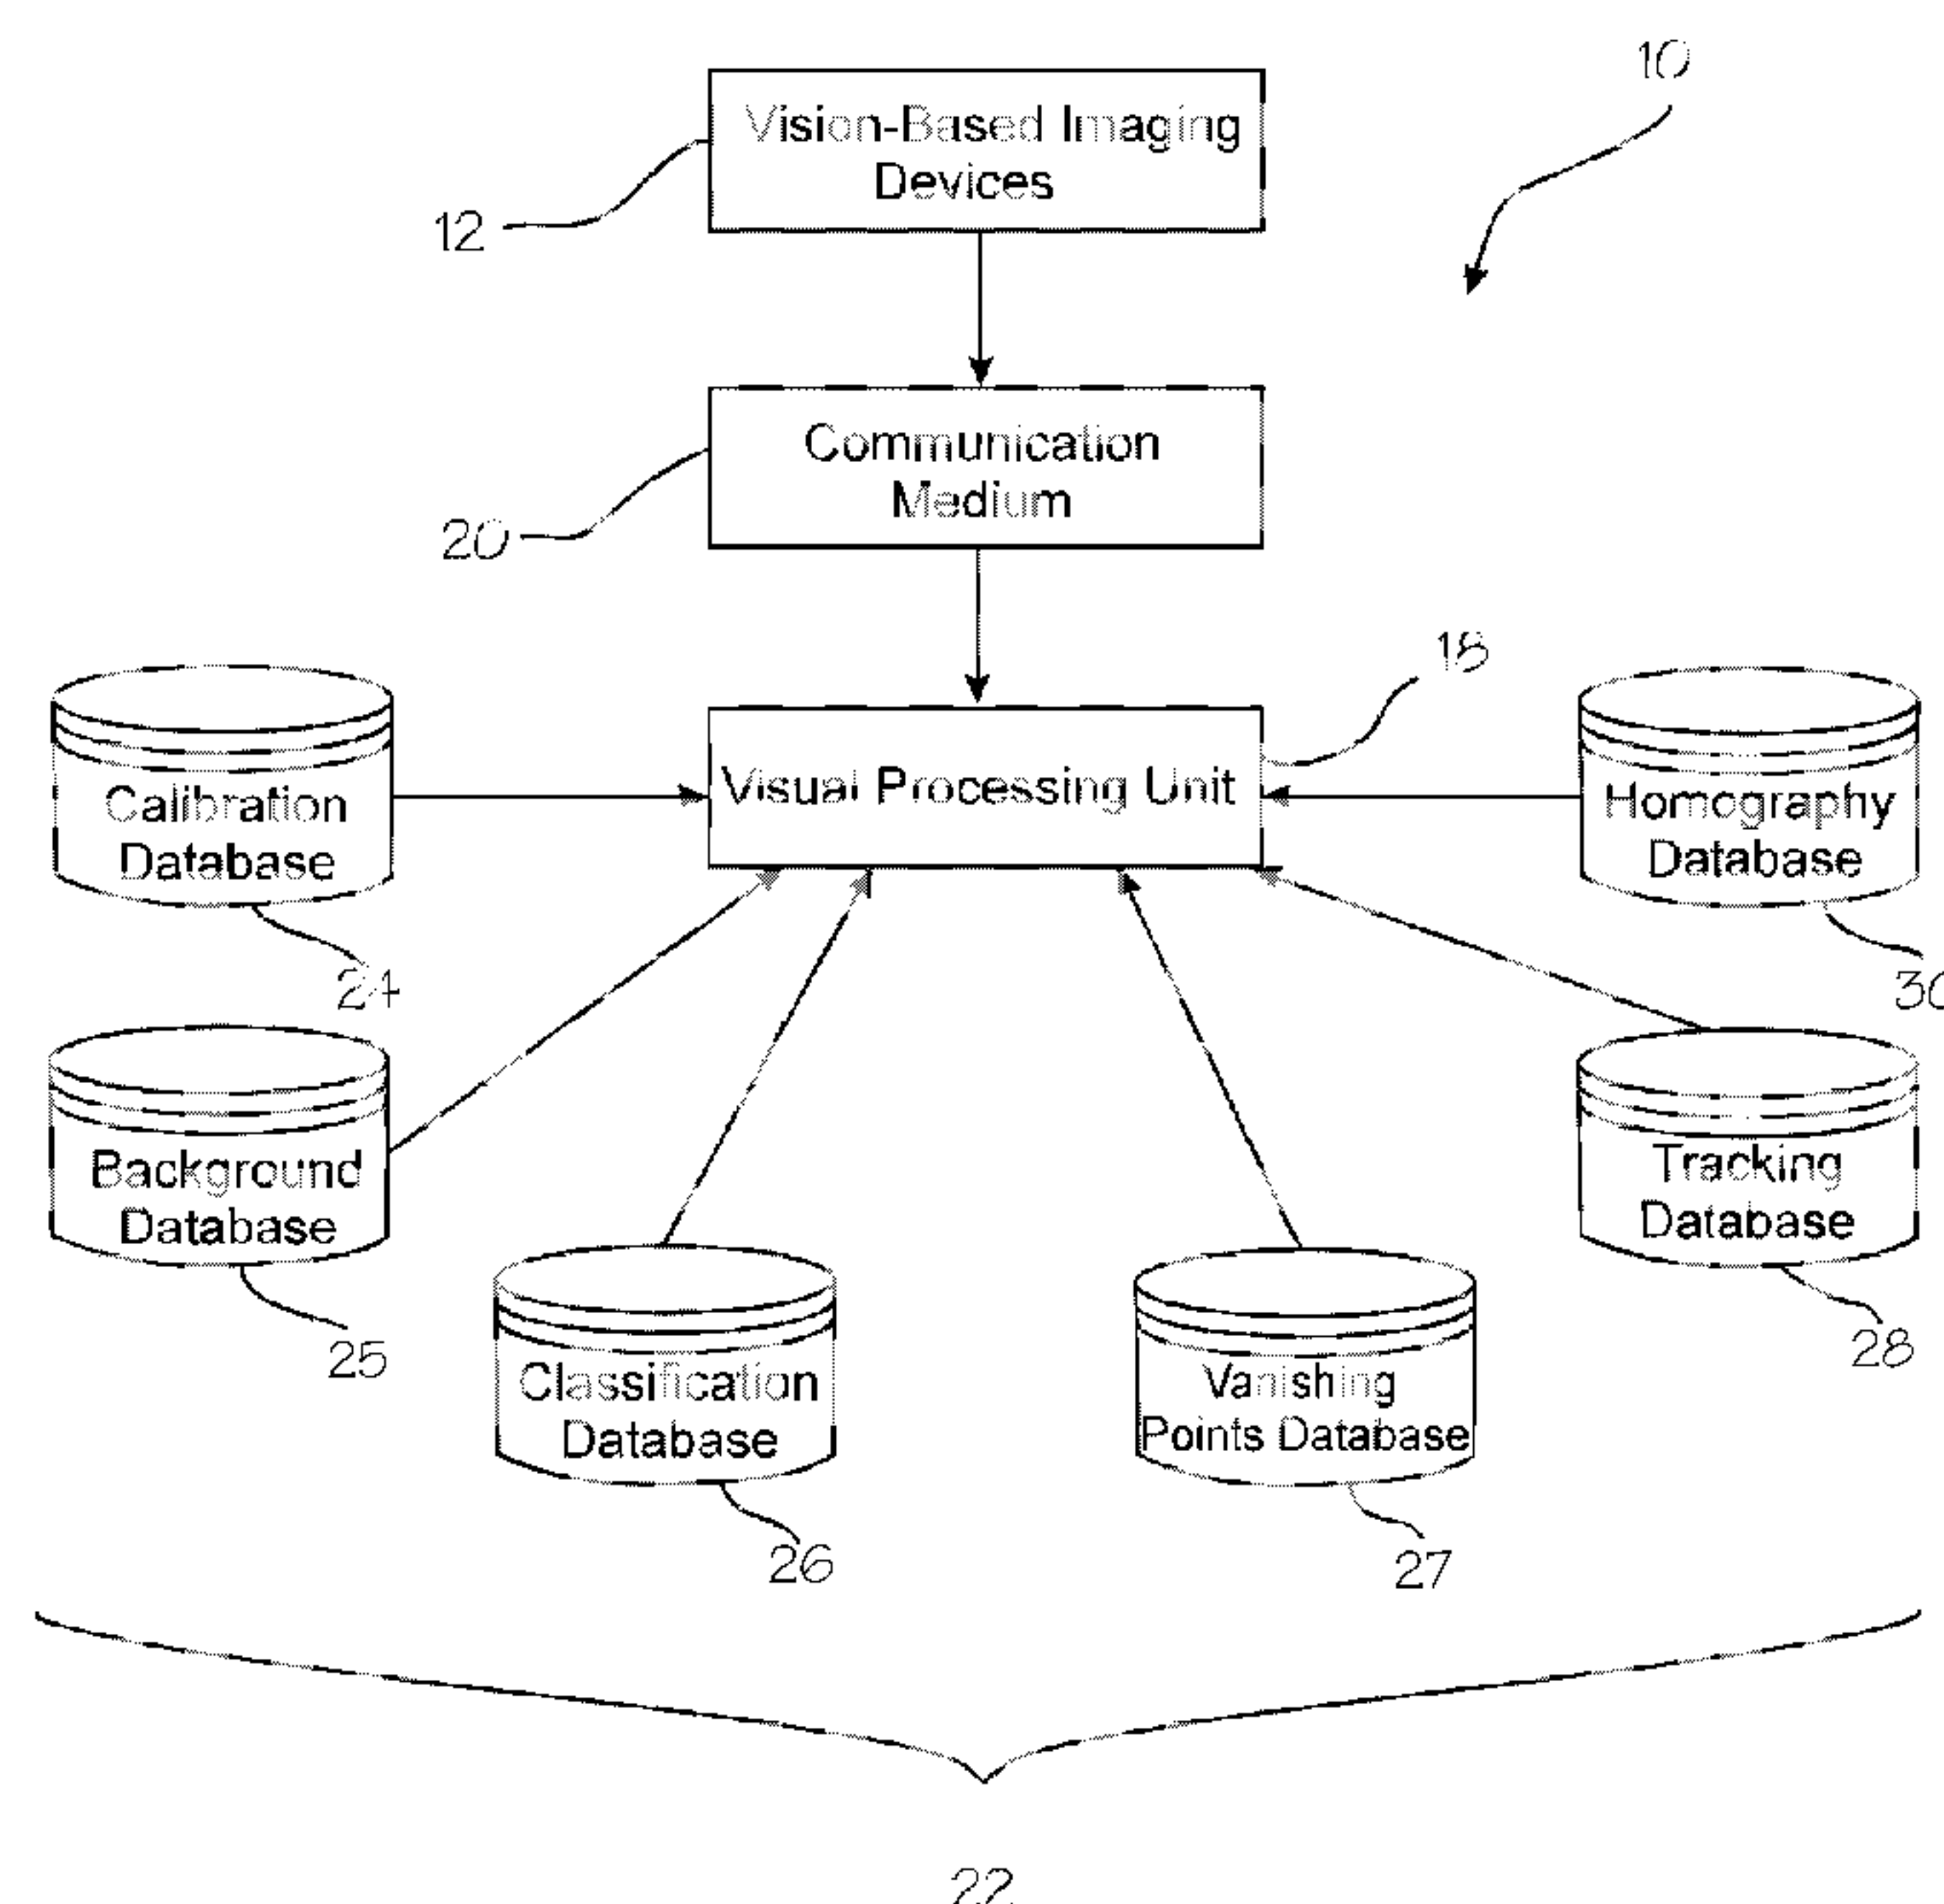 10
Vision-Based Imaging
Devices
12
Communication
Medium
20
18
Visual Processing Unit
Calibration
Database
24
Homography
Database
30
Background
Database
25
Tracking
Database
28
Classification
Database
26
Vanishing
Points Database
27
22